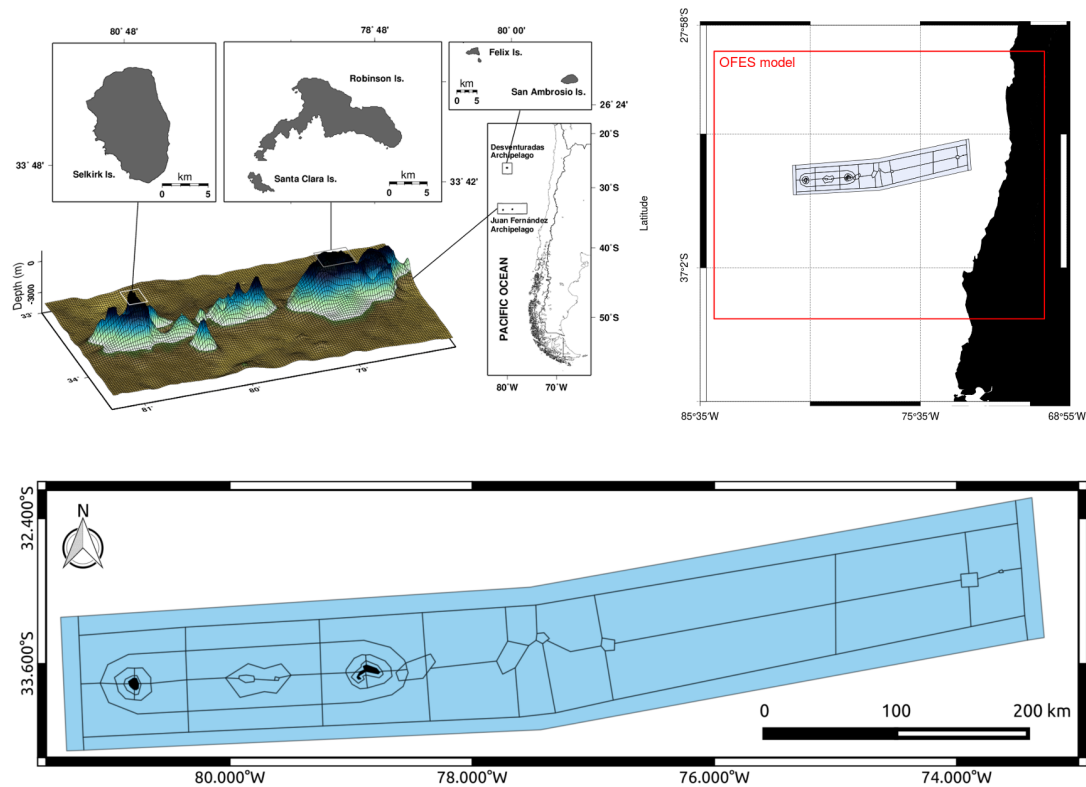 80˚ 48'
33˚ 48'
Selkirk Is.
km
0 5
78˚ 48'
Robinson Is.
Santa Clara Is.
km
0 5
33˚ 42'
80˚ 00'
Felix Is.
km
0 5
San Ambrosio Is.
26˚ 24'
20˚S
Desventuradas
Archipelago
30˚S
Juan Fernández
Archipelago
40˚S
50˚S
Latitude
PACIFIC OCEAN
80˚W
70˚W
Depth (m)
0
-3000
33˚
34˚
81˚
80˚
79˚
27°58'S
OFES model
37°2'S
85°35'W
75°35'W
68°55'W
N
32.400°S
33.600°S
0 100 200 km
80.000°W
78.000°W
76.000°W
74.000°W